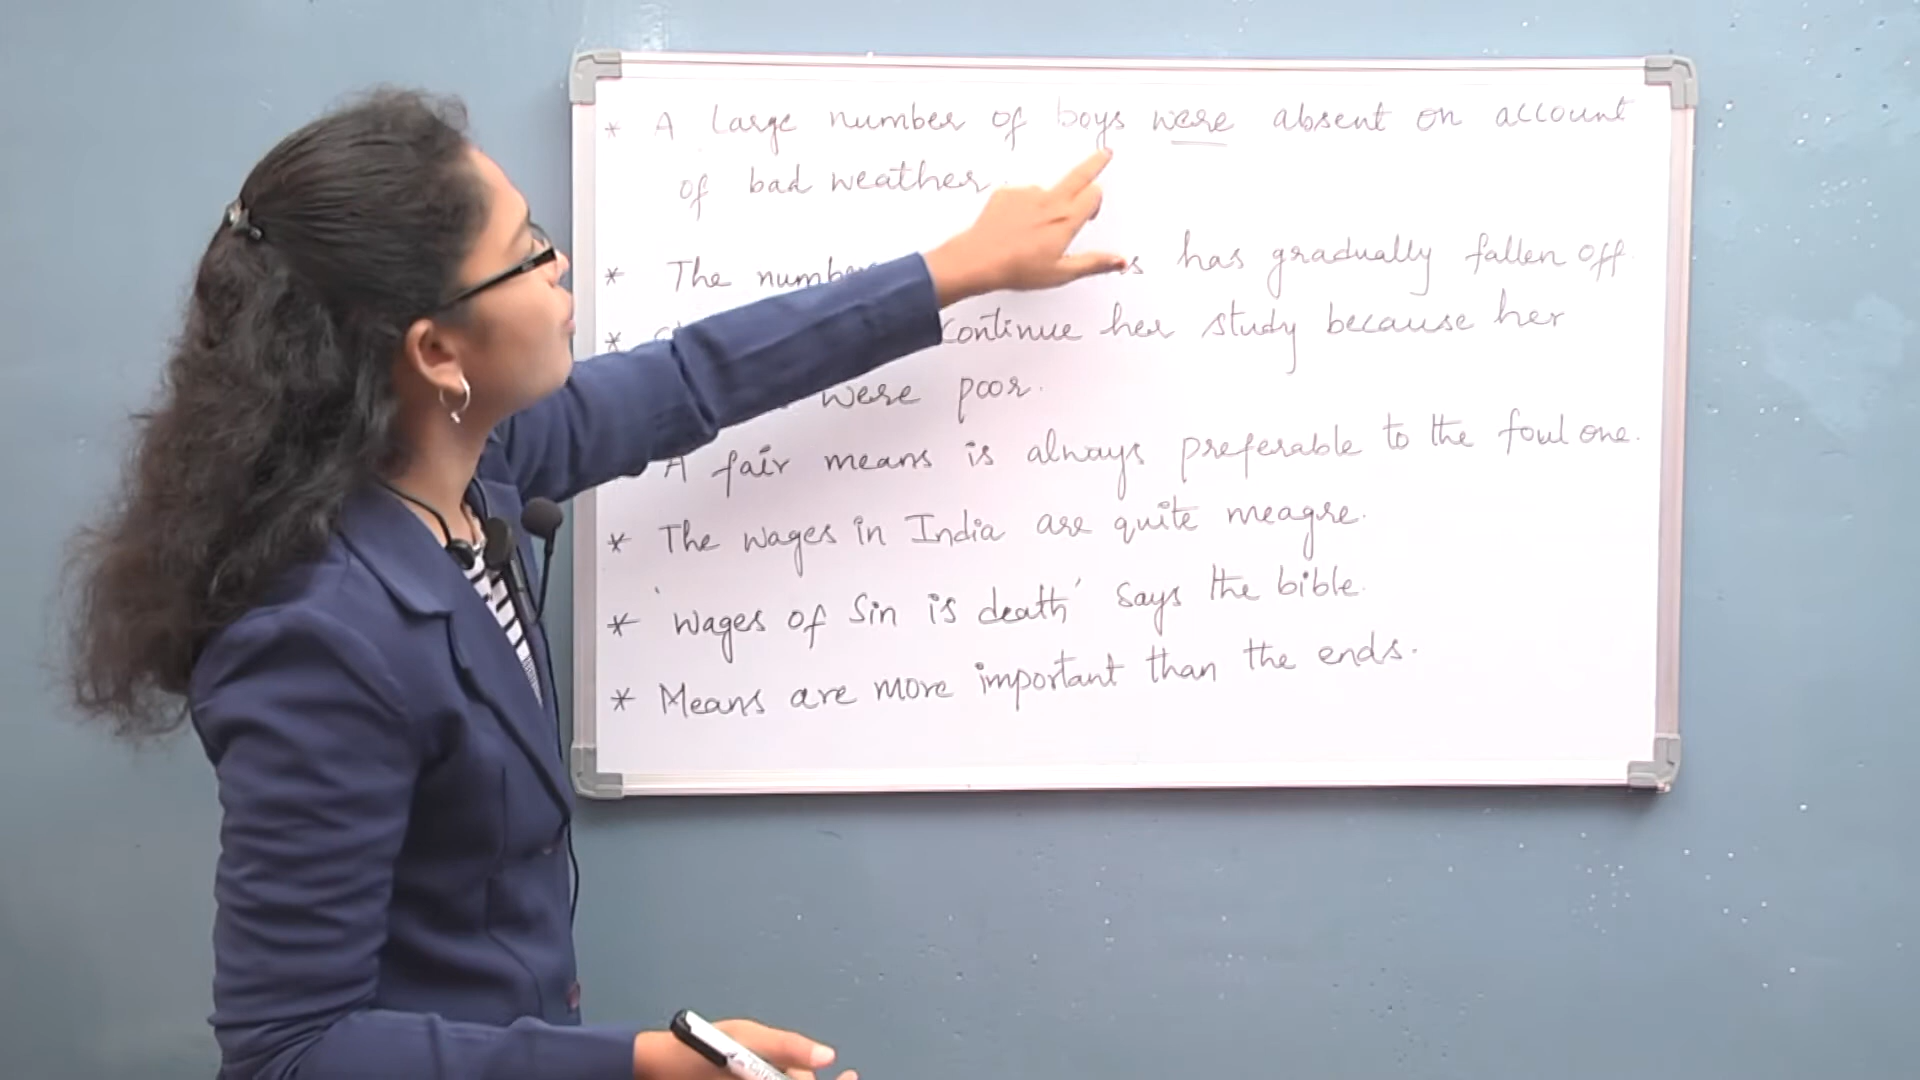 * A large number of boys were absent on account
of bad weather.
* The number has gradually fallen off.
* continue her study because her
were poor.
A fair means is always preferable to the foul one.
* The wages in India are quite meagre.
* 'Wages of Sin is death' Says the bible.
* Means are more important than the ends.